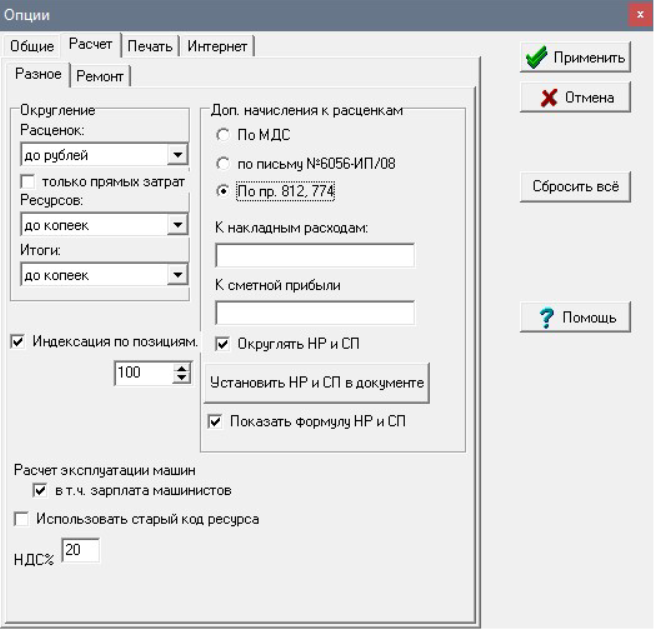 Опции
x
Общие Расчет Печать Интернет
Разное Ремонт
Применить
Отмена
Сбросить всё
Помощь
Округление
Расценок:
до рублей
только прямых затрат
Ресурсов:
до копеек
Итоги:
до копеек
Индексация по позициям.
100
Доп. начисления к расценкам
По МДС
по письму №6056-ИП/08
По пр. 812, 774
К накладным расходам:
К сметной прибыли
Округлять НР и СП
Установить НР и СП в документе
Показать формулу НР и СП
Расчет эксплуатации машин
в т.ч. зарплата машинистов
Использовать старый код ресурса
НДС% 20